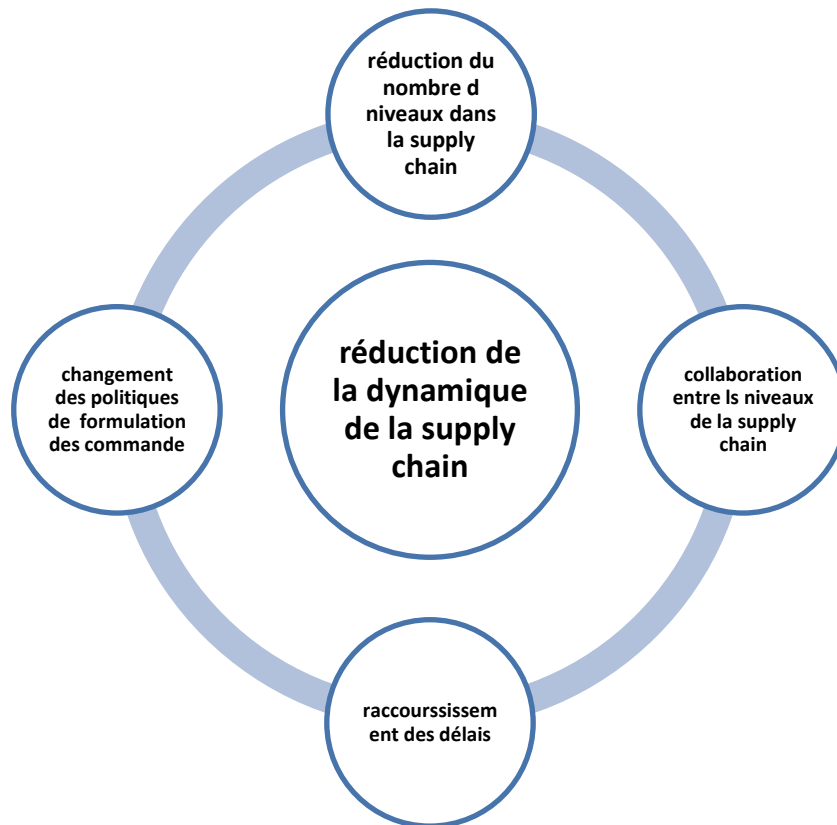 réduction du
nombre d
niveaux dans
la supply
chain
réduction de
la dynamique
de la supply
chain
changement
des politiques
de formulation
des commande
collaboration
entre ls niveaux
de la supply
chain
raccourssissem
ent des délais